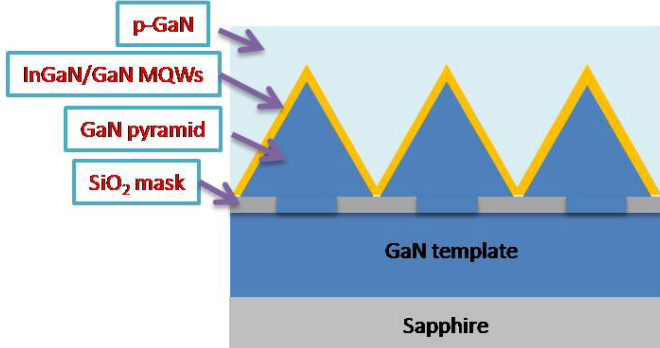 p-GaN
InGaN/GaN MQWs
GaN pyramid
SiO₂ mask
GaN template
Sapphire